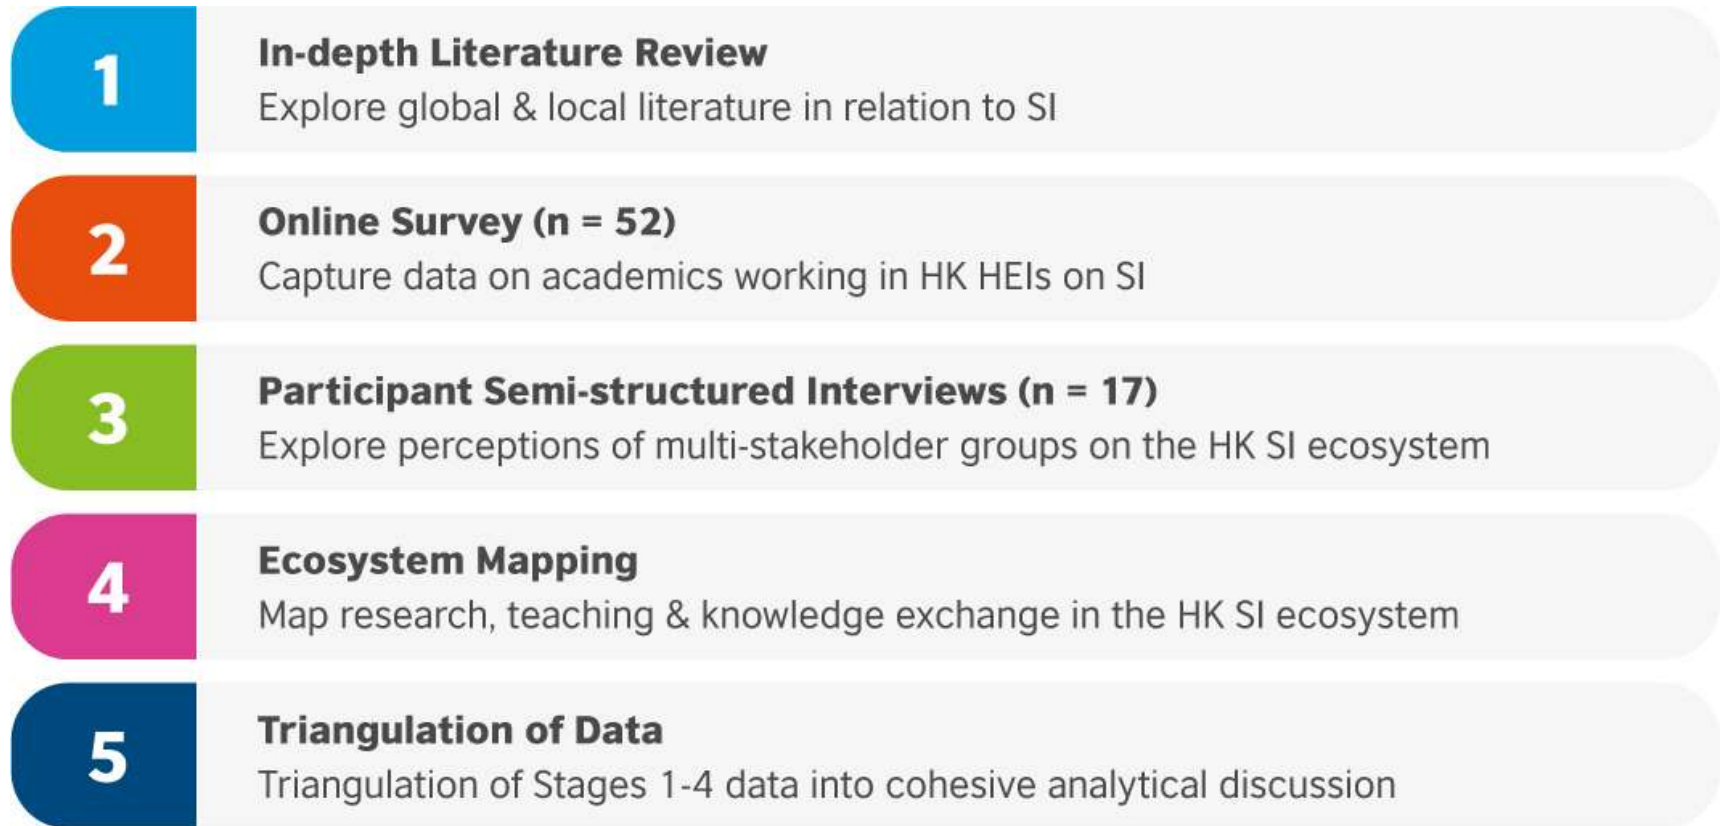 1
In-depth Literature Review
Explore global & local literature in relation to SI
2
Online Survey (n = 52)
Capture data on academics working in HK HEIs on SI
3
Participant Semi-structured Interviews (n = 17)
Explore perceptions of multi-stakeholder groups on the HK SI ecosystem
4
Ecosystem Mapping
Map research, teaching & knowledge exchange in the HK SI ecosystem
5
Triangulation of Data
Triangulation of Stages 1-4 data into cohesive analytical discussion